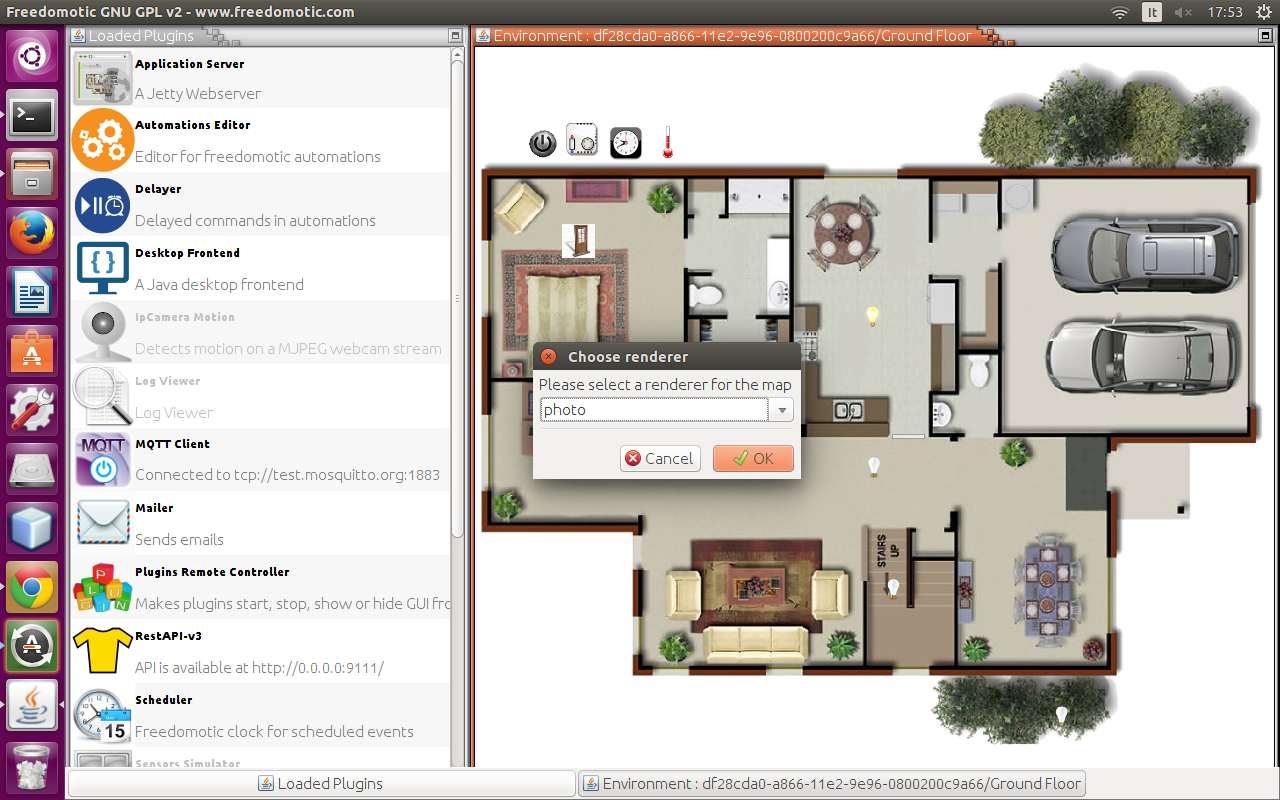 Freedomotic GNU GPL v2 - www.freedomotic.com
It
17:53
Loaded Plugins
Environment : df28cda0-a866-11e2-9e96-0800200c9a66/Ground Floor
Application Server
A Jetty Webserver
Automations Editor
Editor for freedomotic automations
Delayer
Delayed commands in automations
Desktop Frontend
A Java desktop frontend
IpCamera Motion
Detects motion on a MJPEG webcam stream
Log Viewer
Log Viewer
MQTT
MQTT Client
Connected to tcp://test.mosquitto.org:1883
Mailer
Sends emails
PLUGIN
Plugins Remote Controller
Makes plugins start, stop, show or hide GUI fro
RestAPI-v3
API is available at http://0.0.0.0:9111/
15
Scheduler
Freedomotic clock for scheduled events
Sensors Simulator
Choose renderer
Please select a renderer for the map
photo
Cancel
OK
STAIRS
UP
Loaded Plugins
Environment : df28cda0-a866-11e2-9e96-0800200c9a66/Ground Floor